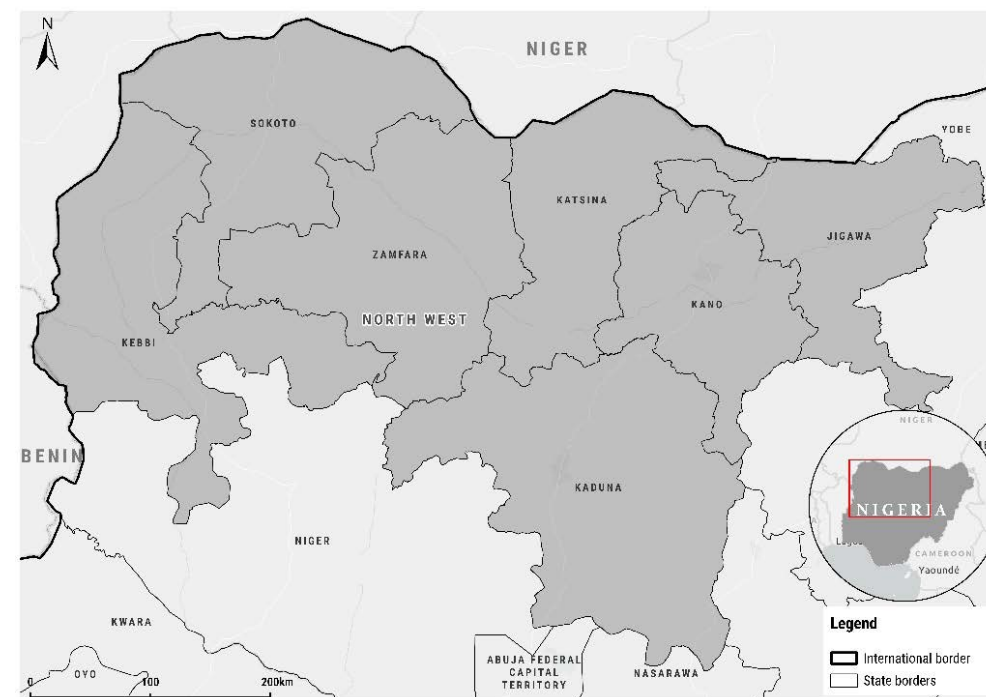 N
NIGER
YOBE
SOKOTO
KATSINA
JIGAWA
ZAMFARA
KANO
NORTH WEST
KEBBI
NIGER
BENIN
KADUNA
NIGERIA
CAMEROON
Yaoundé
NIGER
KWARA
OYO
ABUJA FEDERAL
CAPITAL
TERRITORY
NASARAWA
0 100 200km
Legend
International border
State borders